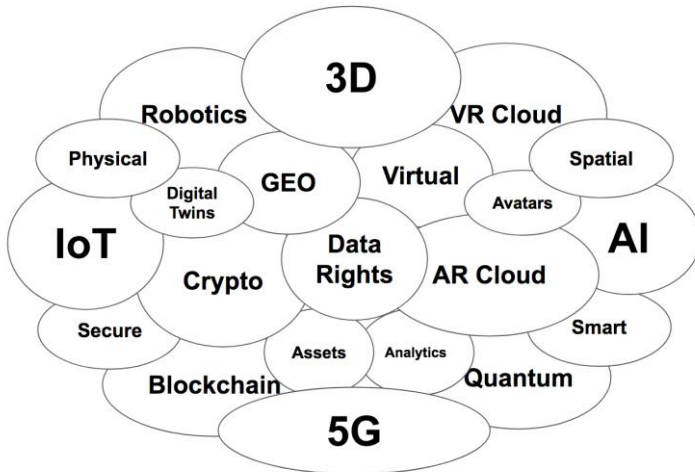 3D
Robotics
VR Cloud
Physical
Spatial
GEO
Virtual
Digital
Twins
Avatars
IoT
Data
Rights
AI
Crypto
AR Cloud
Secure
Smart
Assets
Analytics
Blockchain
Quantum
5G